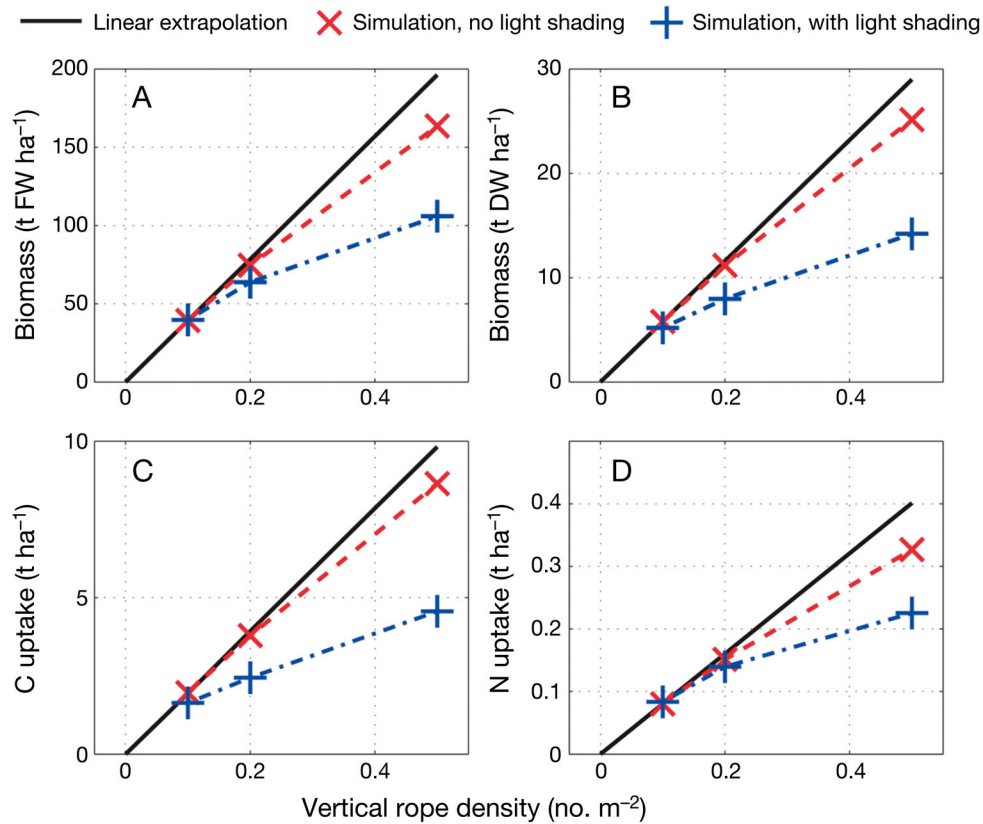 Linear extrapolation Simulation, no light shading Simulation, with light shading
A
Biomass (t FW ha⁻¹)
200
150
100
50
0
0 0.2 0.4
B
Biomass (t DW ha⁻¹)
30
20
10
0
0 0.2 0.4
C
C uptake (t ha⁻¹)
10
5
0
0 0.2 0.4
D
N uptake (t ha⁻¹)
0.4
0.3
0.2
0.1
0
0 0.2 0.4
Vertical rope density (no. m⁻²)